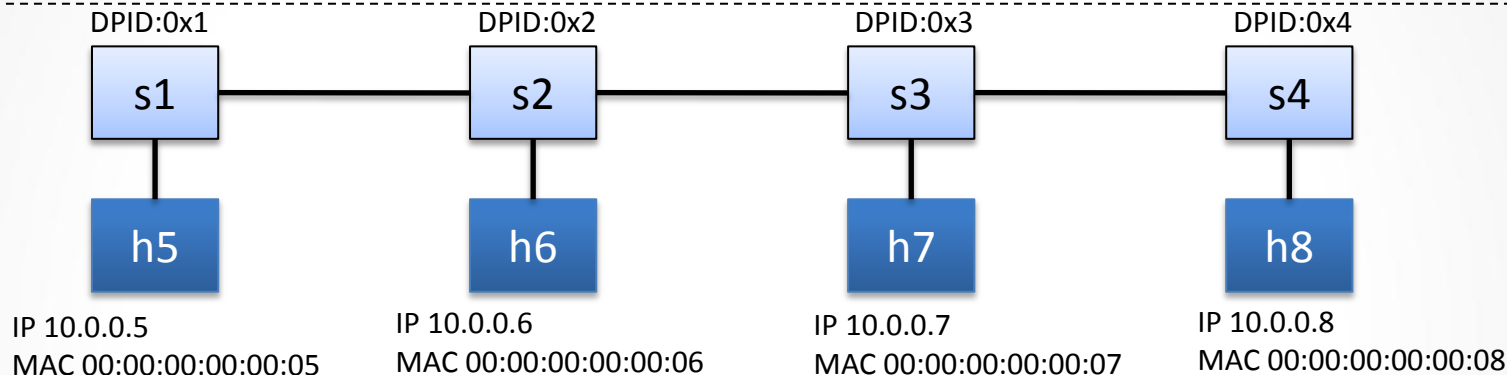 DPID:0x1
DPID:0x2
DPID:0x3
DPID:0x4
s1
s2
s3
s4
h5
h6
h7
h8
IP 10.0.0.5
MAC 00:00:00:00:00:05
IP 10.0.0.6
MAC 00:00:00:00:00:06
IP 10.0.0.7
MAC 00:00:00:00:00:07
IP 10.0.0.8
MAC 00:00:00:00:00:08